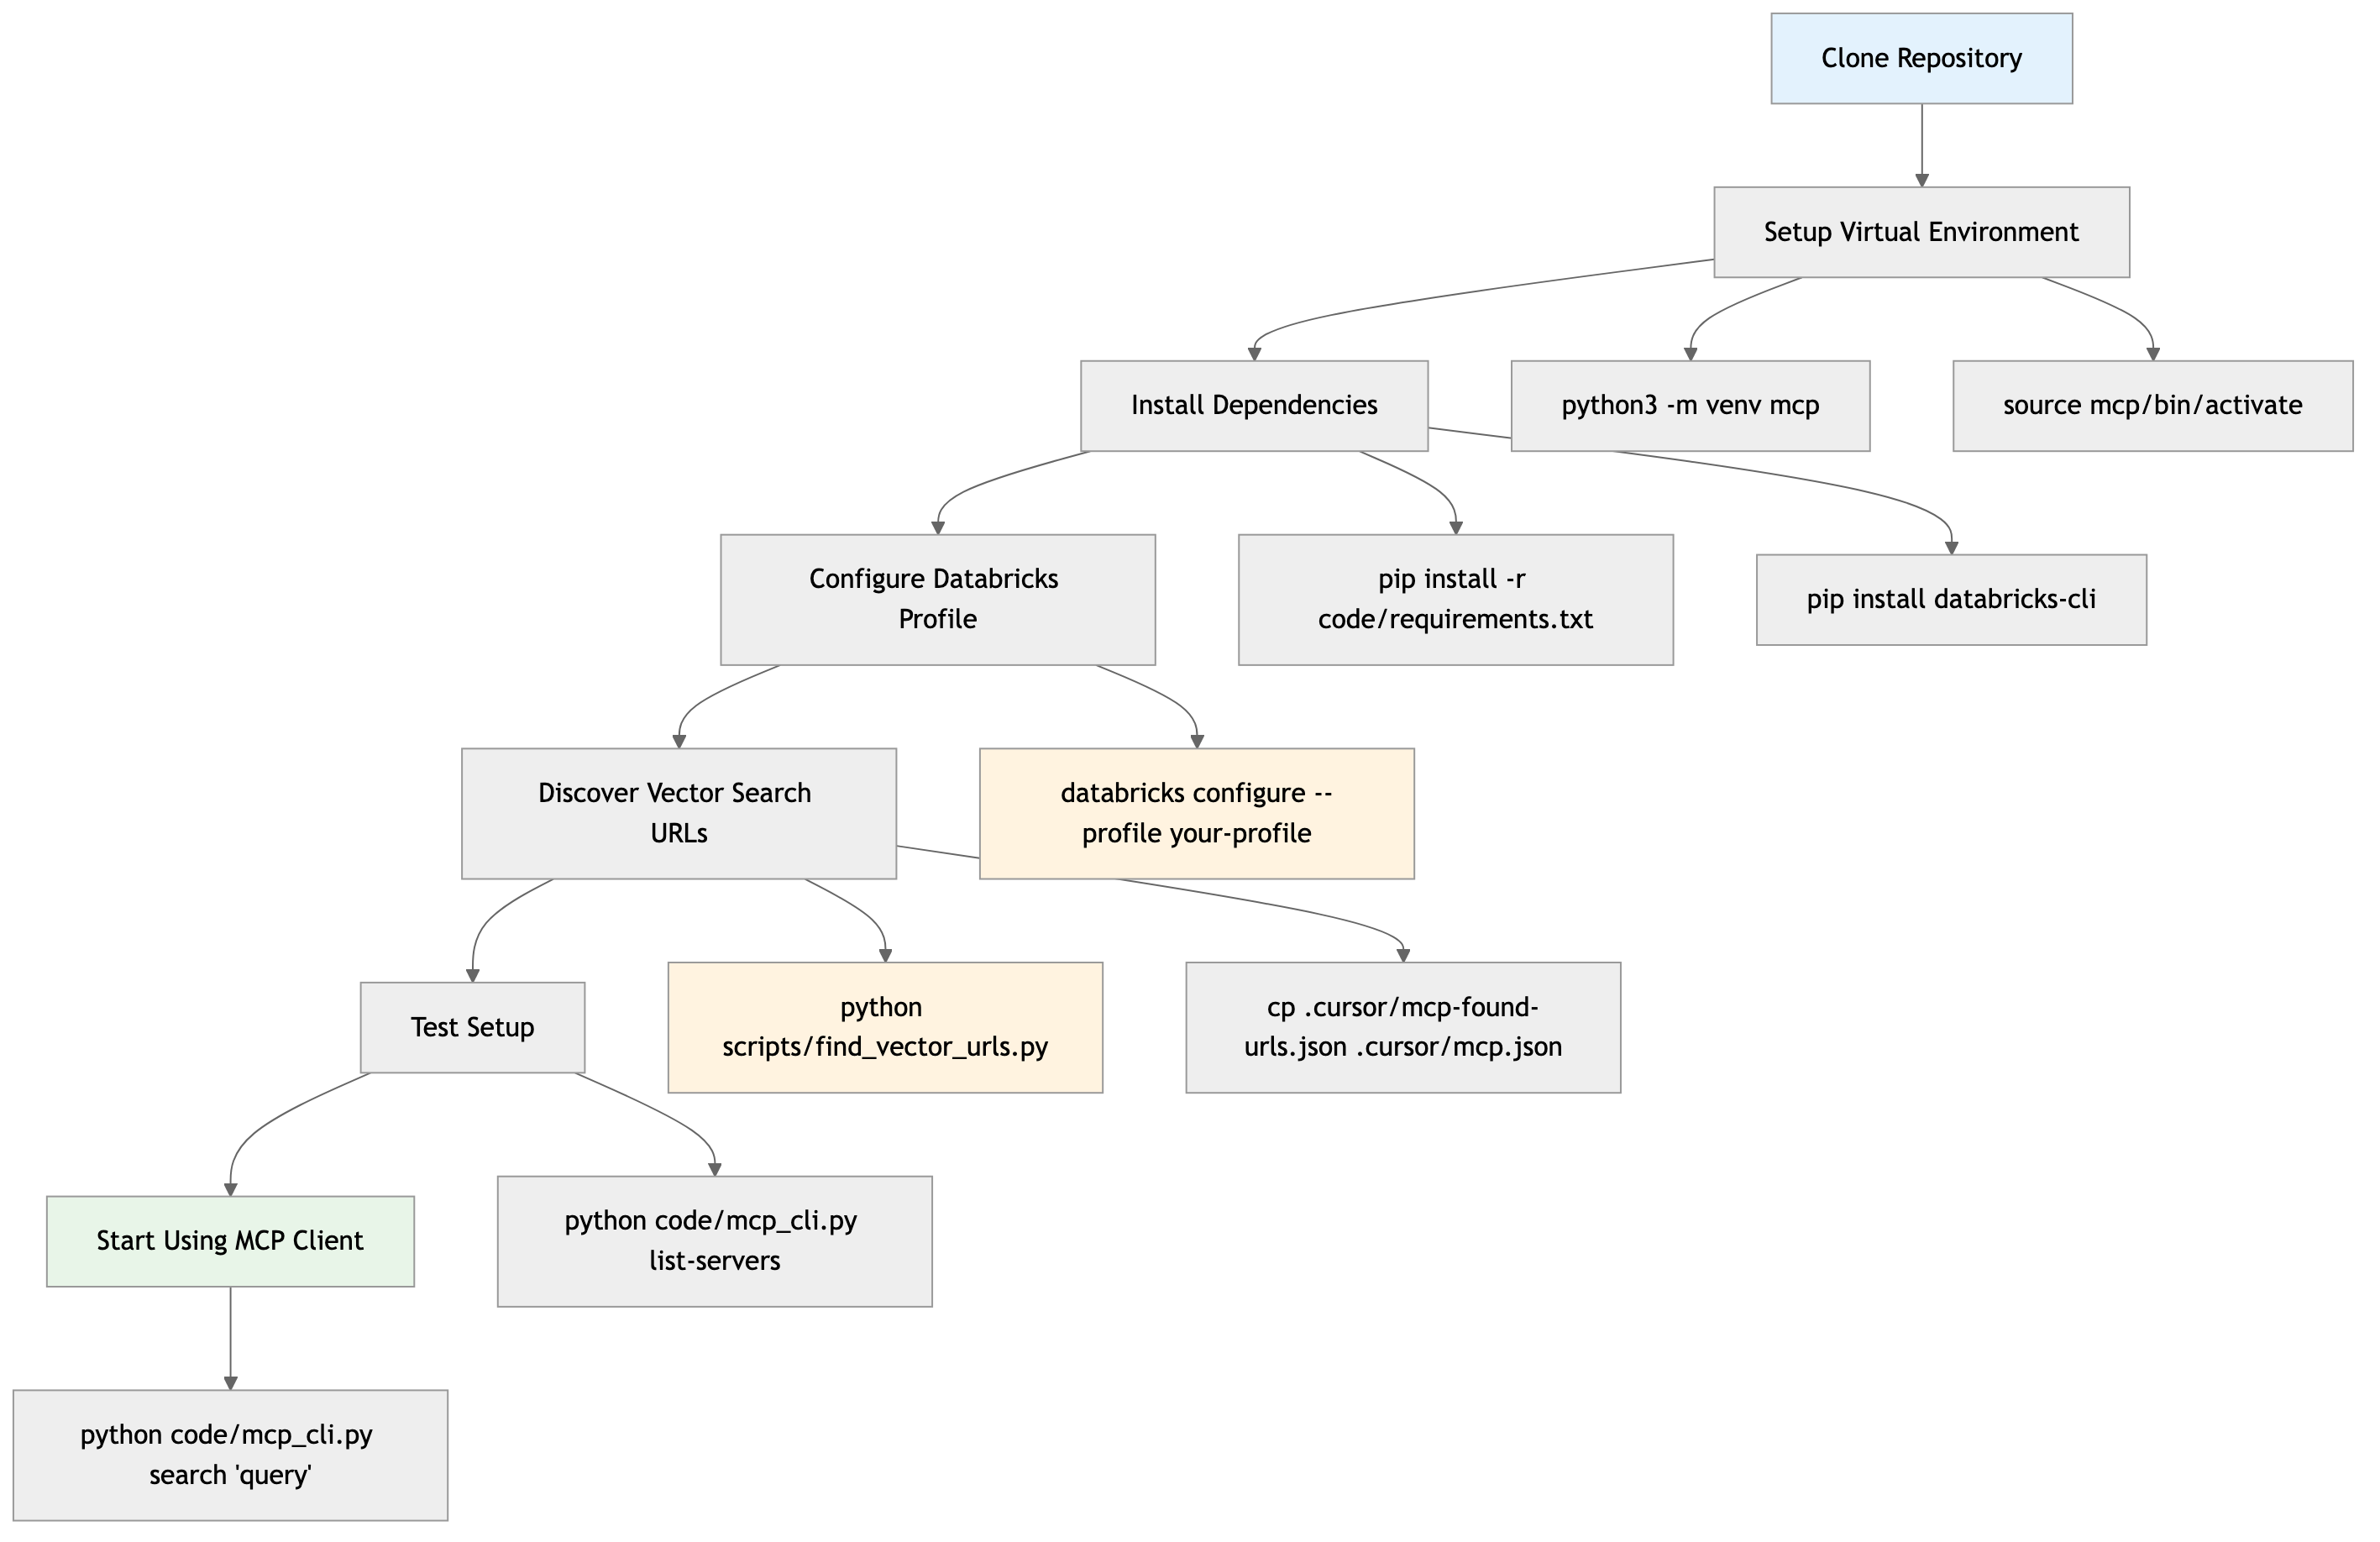 Clone Repository
Setup Virtual Environment
Install Dependencies
python3 -m venv mcp
source mcp/bin/activate
Configure Databricks
Profile
pip install -r
code/requirements.txt
pip install databricks-cli
Discover Vector Search
URLs
databricks configure --
profile your-profile
Test Setup
python
scripts/find_vector_urls.py
cp .cursor/mcp-found-
urls.json .cursor/mcp.json
Start Using MCP Client
python code/mcp_cli.py
list-servers
python code/mcp_cli.py
search 'query'